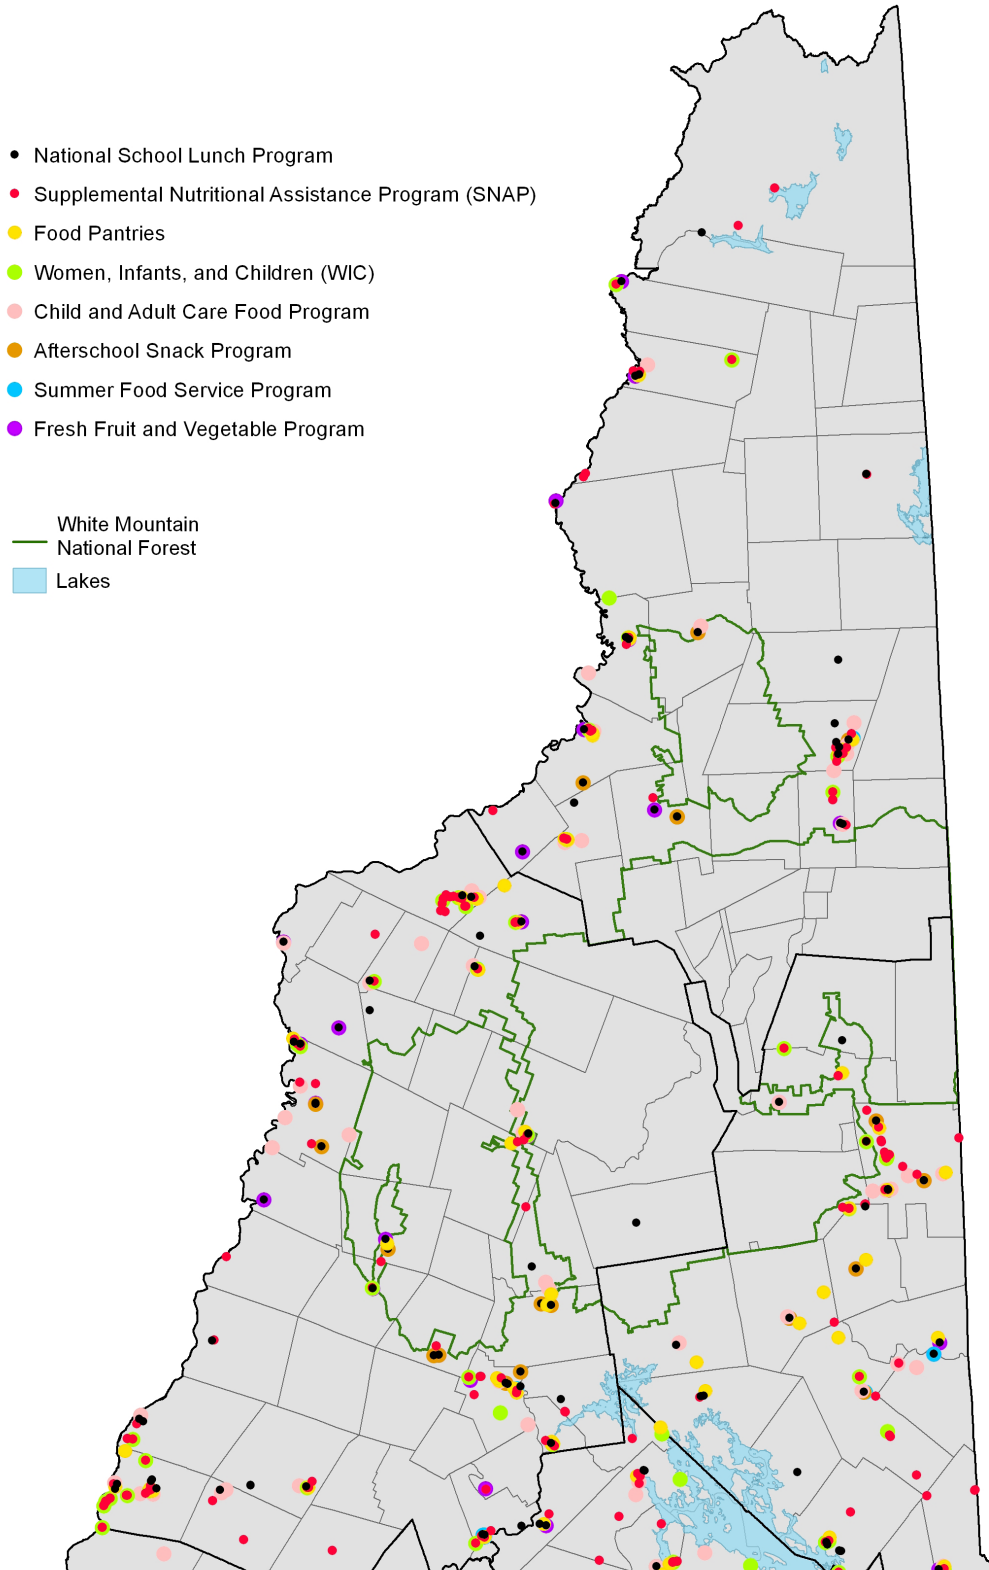 National School Lunch Program
Supplemental Nutritional Assistance Program (SNAP)
Food Pantries
Women, Infants, and Children (WIC)
Child and Adult Care Food Program
Afterschool Snack Program
Summer Food Service Program
Fresh Fruit and Vegetable Program
White Mountain
National Forest
Lakes